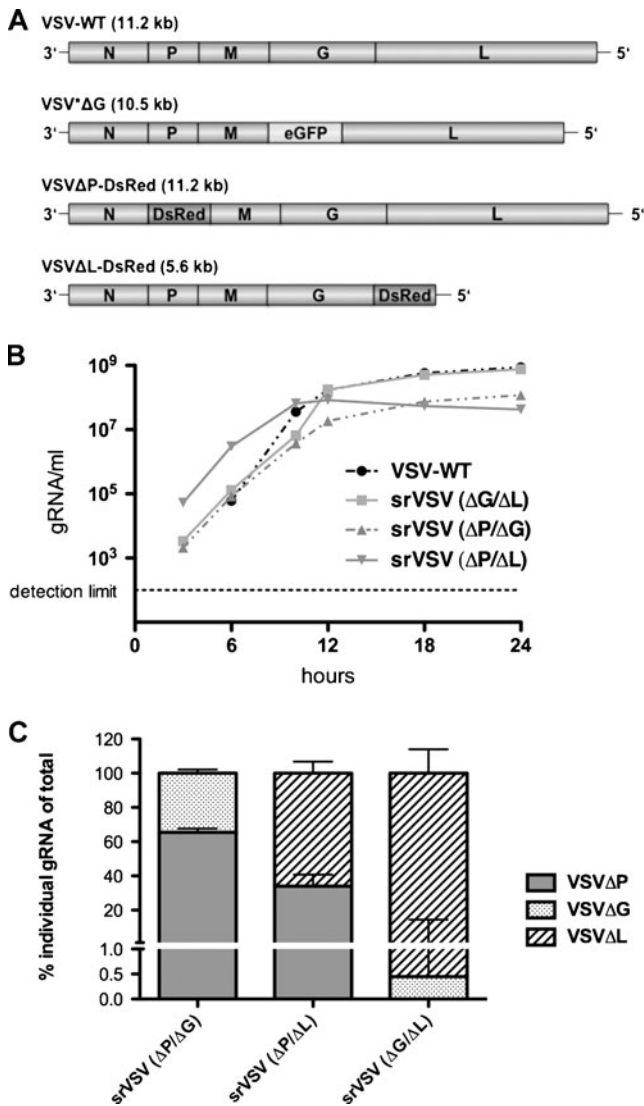 A
VSV-WT (11.2 kb)
3‘ N P M G L 5‘
VSV*ΔG (10.5 kb)
3‘ N P M eGFP L 5‘
VSVΔP-DsRed (11.2 kb)
3‘ N DsRed M G L 5‘
VSVΔL-DsRed (5.6 kb)
3‘ N P M G DsRed 5‘
B
gRNA/ml
10⁹
10⁷
10⁵
10³
detection limit
VSV-WT
srVSV (ΔG/ΔL)
srVSV (ΔP/ΔG)
srVSV (ΔP/ΔL)
0 6 12 18 24
hours
C
% individual gRNA of total
120
100
80
60
40
20
1.0
0.5
0.0
VSVΔP
VSVΔG
VSVΔL
srVSV (ΔP/ΔG)
srVSV (ΔP/ΔL)
srVSV (ΔG/ΔL)